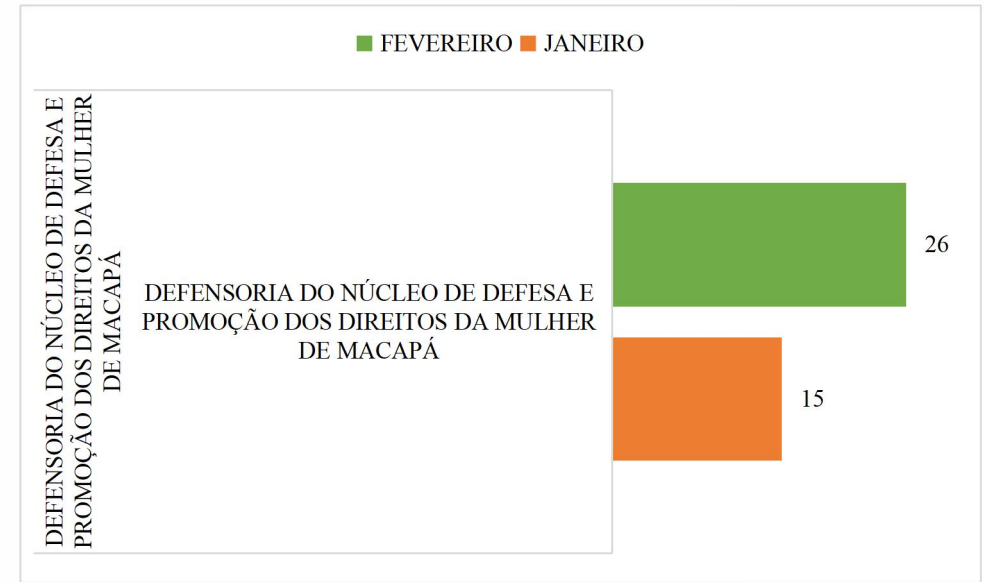 FEVEREIRO JANEIRO
DEFENSORIA DO NÚCLEO DE DEFESA E
PROMOÇÃO DOS DIREITOS DA MULHER
DE MACAPÁ
DEFENSORIA DO NÚCLEO DE DEFESA E
PROMOÇÃO DOS DIREITOS DA MULHER
DE MACAPÁ
26
15